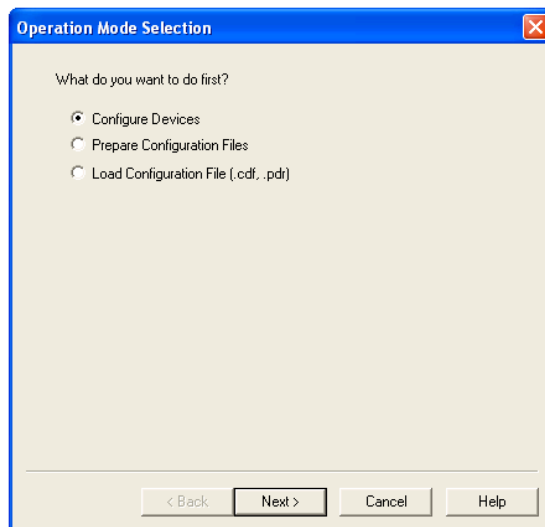 Operation Mode Selection
What do you want to do first?
Configure Devices
Prepare Configuration Files
Load Configuration File (.cdf, .pdr)
< Back Next > Cancel Help